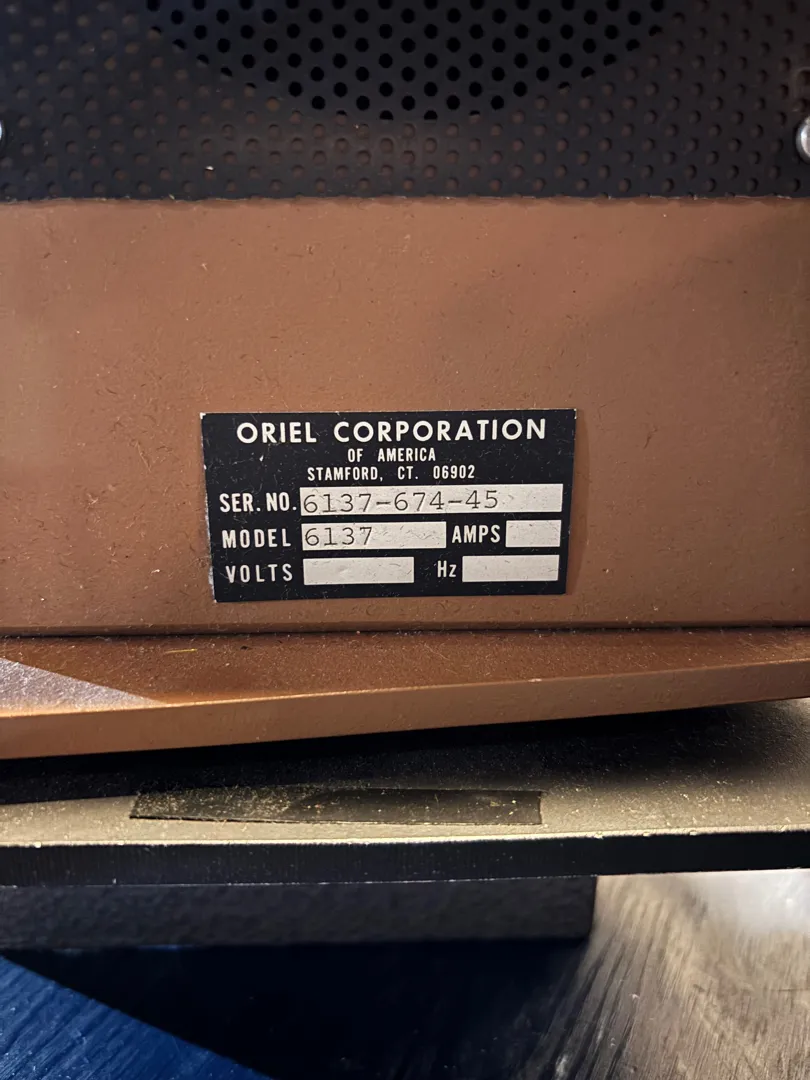 ORIEL CORPORATION
OF AMERICA
STAMFORD, CT. 06902
SER. NO. 6137-674-45
MODEL 6137 AMPS
VOLTS Hz